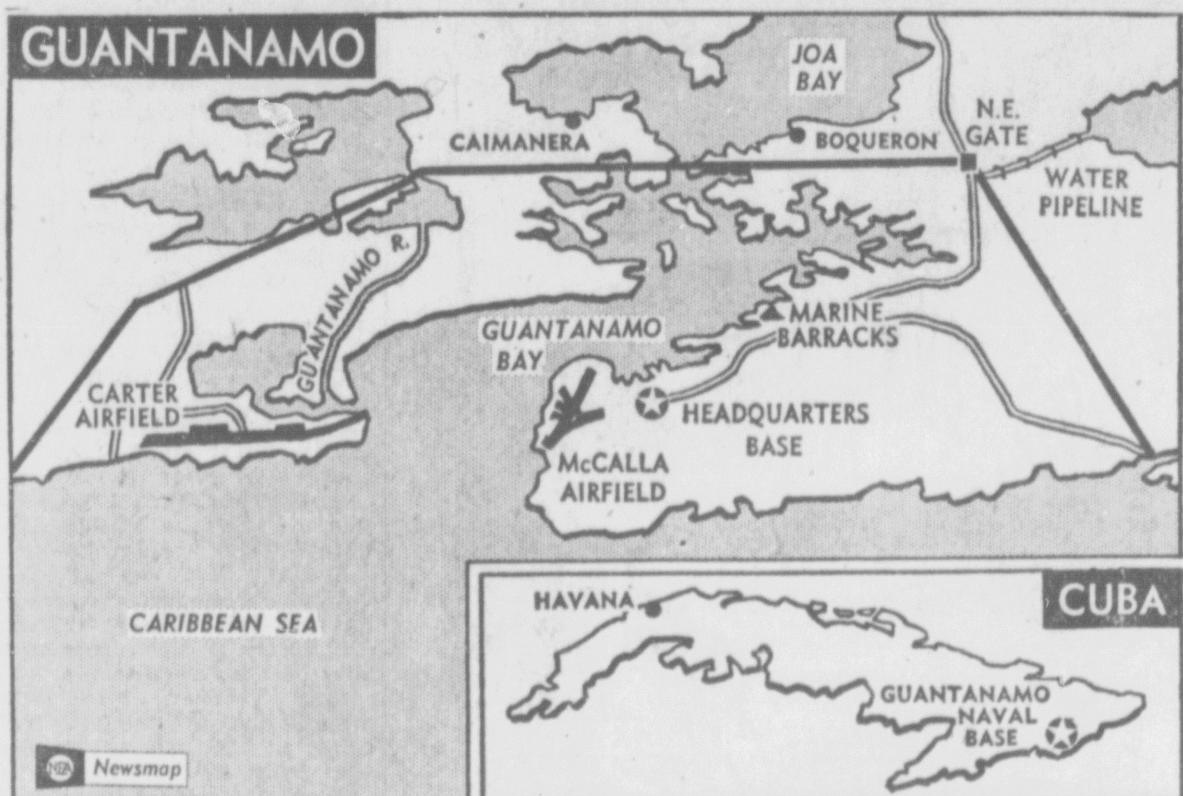 GUANTANAMO
JOA
BAY
N.E.
GATE
CAIMANERA
BOQUERON
WATER
PIPELINE
GUANTANAMO R.
GUANTANAMO
BAY
MARINE
BARRACKS
CARTER
AIRFIELD
HEADQUARTERS
BASE
McCALLA
AIRFIELD
CARIBBEAN SEA
CUBA
HAVANA
GUANTANAMO
NAVAL
BASE
NEA Newsmap